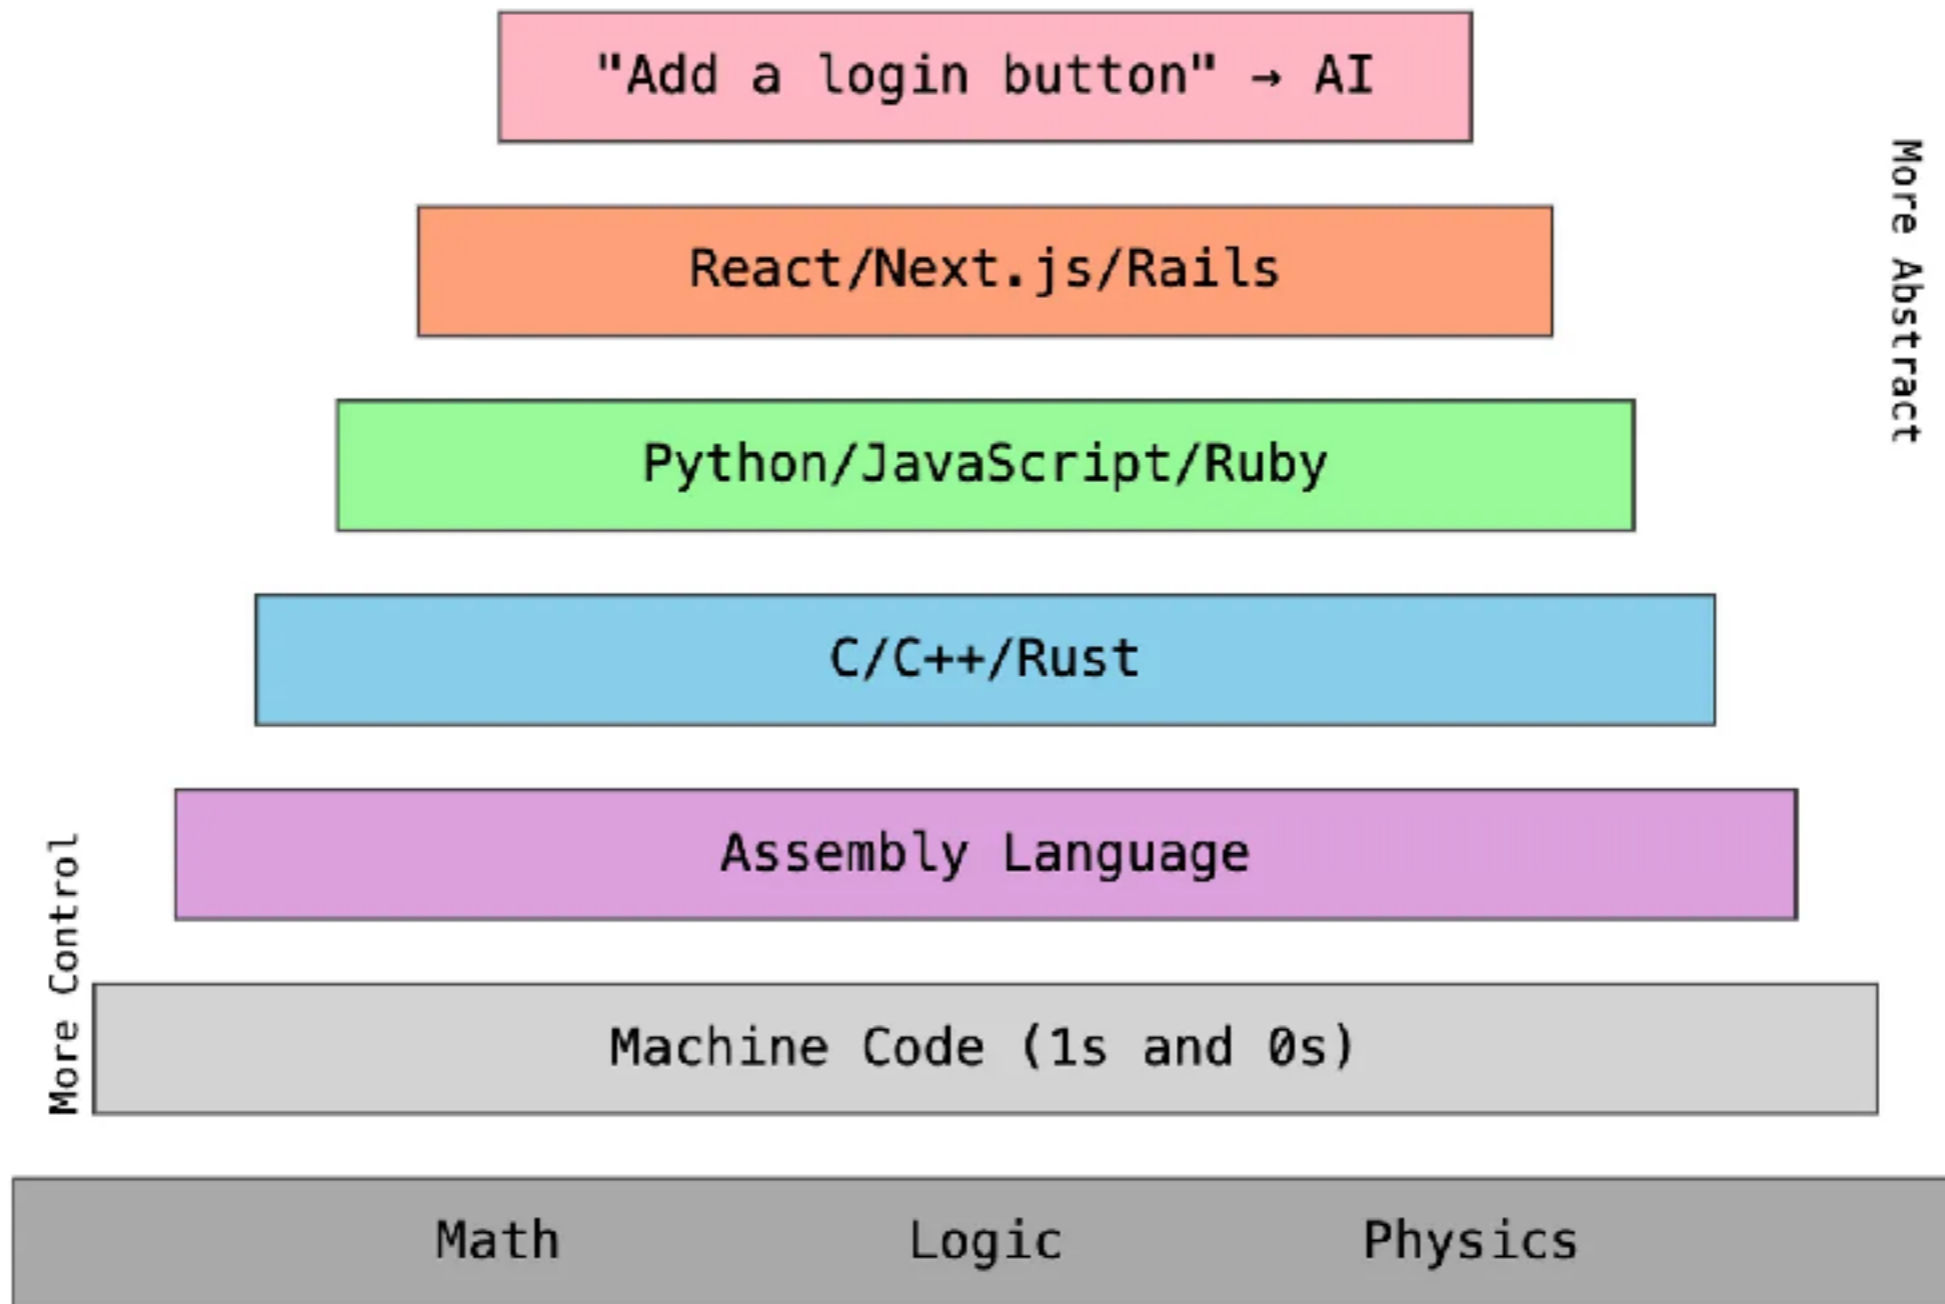 "Add a login button" → AI
React/Next.js/Rails
Python/JavaScript/Ruby
C/C++/Rust
Assembly Language
Machine Code (1s and 0s)
Math Logic Physics
More Abstract
More Control